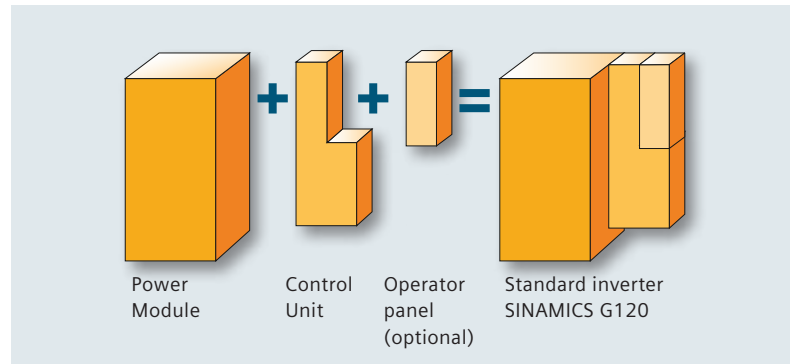 Power
Module
Control
Unit
Operator
panel
(optional)
Standard inverter
SINAMICS G120